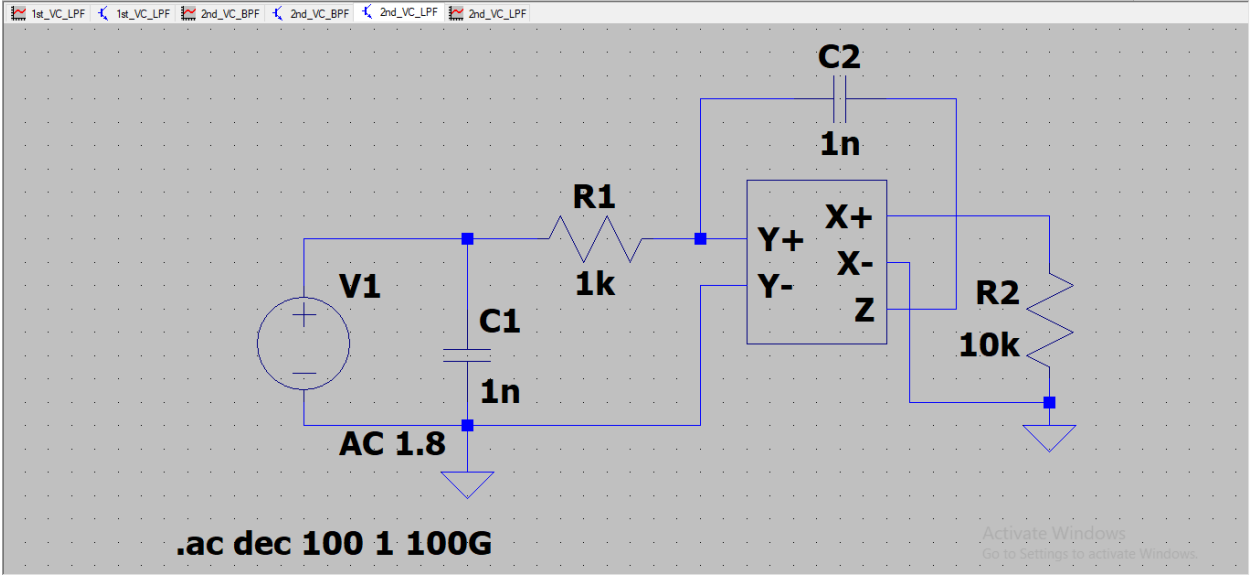 1st_VC_LPF 1st_VC_LPF 2nd_VC_BPF 2nd_VC_BPF 2nd_VC_LPF 2nd_VC_LPF
C2
1n
R1
1k
Y+
Y-
X+
X-
Z
V1
C1
1n
R2
10k
AC 1.8
.ac dec 100 1 100G
Activate Windows
Go to Settings to activate Windows.